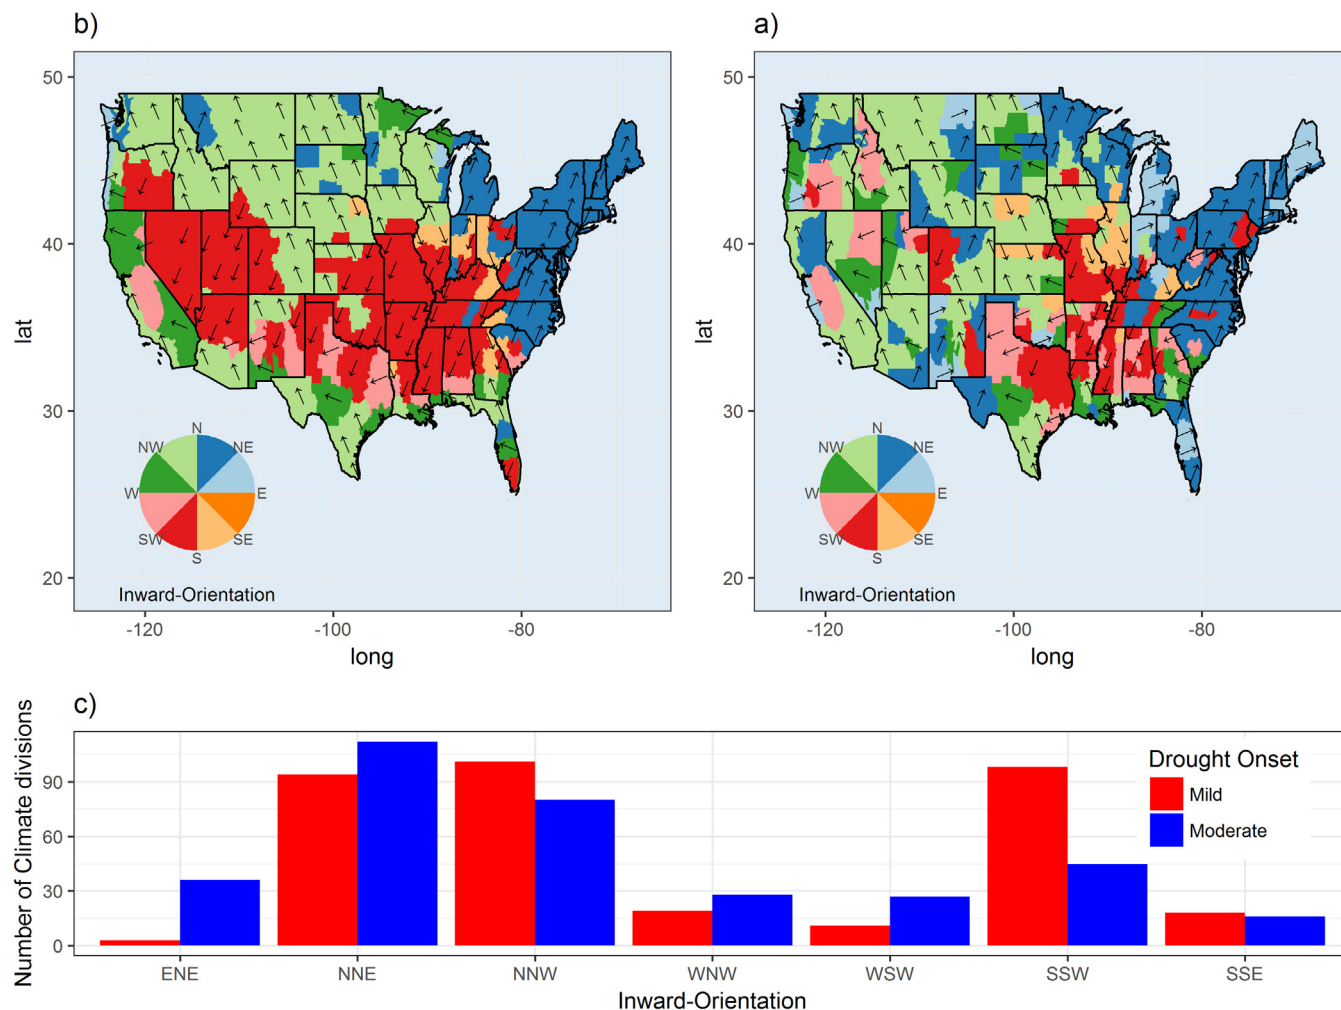 b)
50
40
30
20
lat
N
NW
NE
W
E
SW
SE
S
Inward-Orientation
-120
-100
-80
long
a)
50
40
30
20
lat
N
NW
NE
W
E
SW
SE
S
Inward-Orientation
-120
-100
-80
long
c)
Number of Climate divisions
90
60
30
0
Drought Onset
Mild
Moderate
ENE NNE NNW WNW WSW SSW SSE
Inward-Orientation